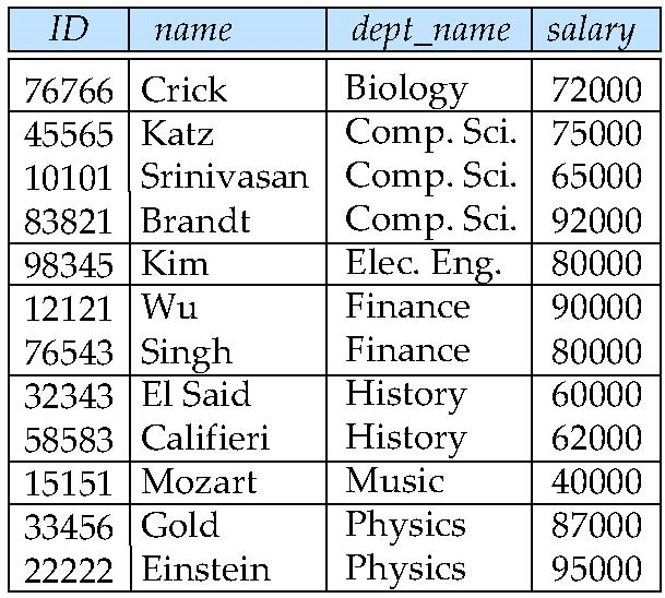 ID name dept_name salary
76766 Crick Biology 72000
45565 Katz Comp. Sci. 75000
10101 Srinivasan Comp. Sci. 65000
83821 Brandt Comp. Sci. 92000
98345 Kim Elec. Eng. 80000
12121 Wu Finance 90000
76543 Singh Finance 80000
32343 El Said History 60000
58583 Califieri History 62000
15151 Mozart Music 40000
33456 Gold Physics 87000
22222 Einstein Physics 95000